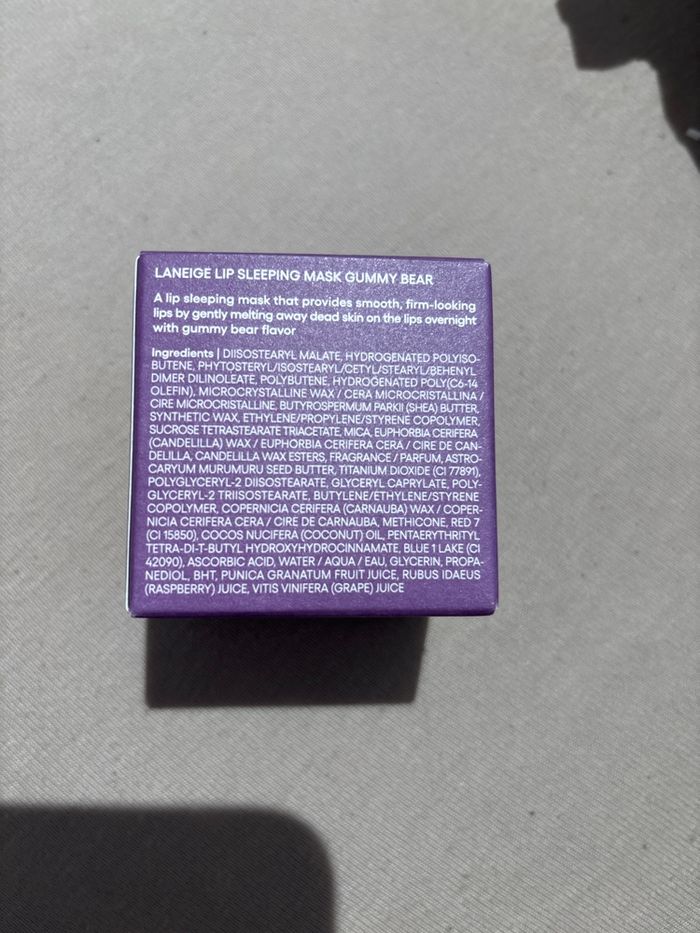 LANEIGE LIP SLEEPING MASK GUMMY BEAR
A lip sleeping mask that provides smooth, firm-looking
lips by gently melting away dead skin on the lips overnight
with gummy bear flavor
Ingredients | DIISOSTEARYL MALATE, HYDROGENATED POLYISO-
BUTENE, PHYTOSTERYL/ISOSTEARYL/CETYL/STEARYL/BEHENYL
DIMER DILINOLEATE, POLYBUTENE, HYDROGENATED POLY(C6-14
OLEFIN), MICROCRYSTALLINE WAX / CERA MICROCRISTALLINA /
CIRE MICROCRISTALLINE, BUTYROSPERMUM PARKII (SHEA) BUTTER,
SYNTHETIC WAX, ETHYLENE/PROPYLENE/STYRENE COPOLYMER,
SUCROSE TETRASTEARATE TRIACETATE, MICA, EUPHORBIA CERIFERA
(CANDELILLA) WAX / EUPHORBIA CERIFERA CERA / CIRE DE CAN-
DELILLA, CANDELILLA WAX ESTERS, FRAGRANCE / PARFUM, ASTRO-
CARYUM MURUMURU SEED BUTTER, TITANIUM DIOXIDE (CI 77891),
POLYGLYCERYL-2 DIISOSTEARATE, GLYCERYL CAPRYLATE, POLY-
GLYCERYL-2 TRIISOSTEARATE, BUTYLENE/ETHYLENE/STYRENE
COPOLYMER, COPERNICIA CERIFERA (CARNAUBA) WAX / COPER-
NICIA CERIFERA CERA / CIRE DE CARNAUBA, METHICONE, RED 7
(CI 15850), COCOS NUCIFERA (COCONUT) OIL, PENTAERYTHRITYL
TETRA-DI-T-BUTYL HYDROXYHYDROCINNAMATE, BLUE 1 LAKE (CI
42090), ASCORBIC ACID, WATER / AQUA / EAU, GLYCERIN, PROPA-
NEDIOL, BHT, PUNICA GRANATUM FRUIT JUICE, RUBUS IDAEUS
(RASPBERRY) JUICE, VITIS VINIFERA (GRAPE) JUICE